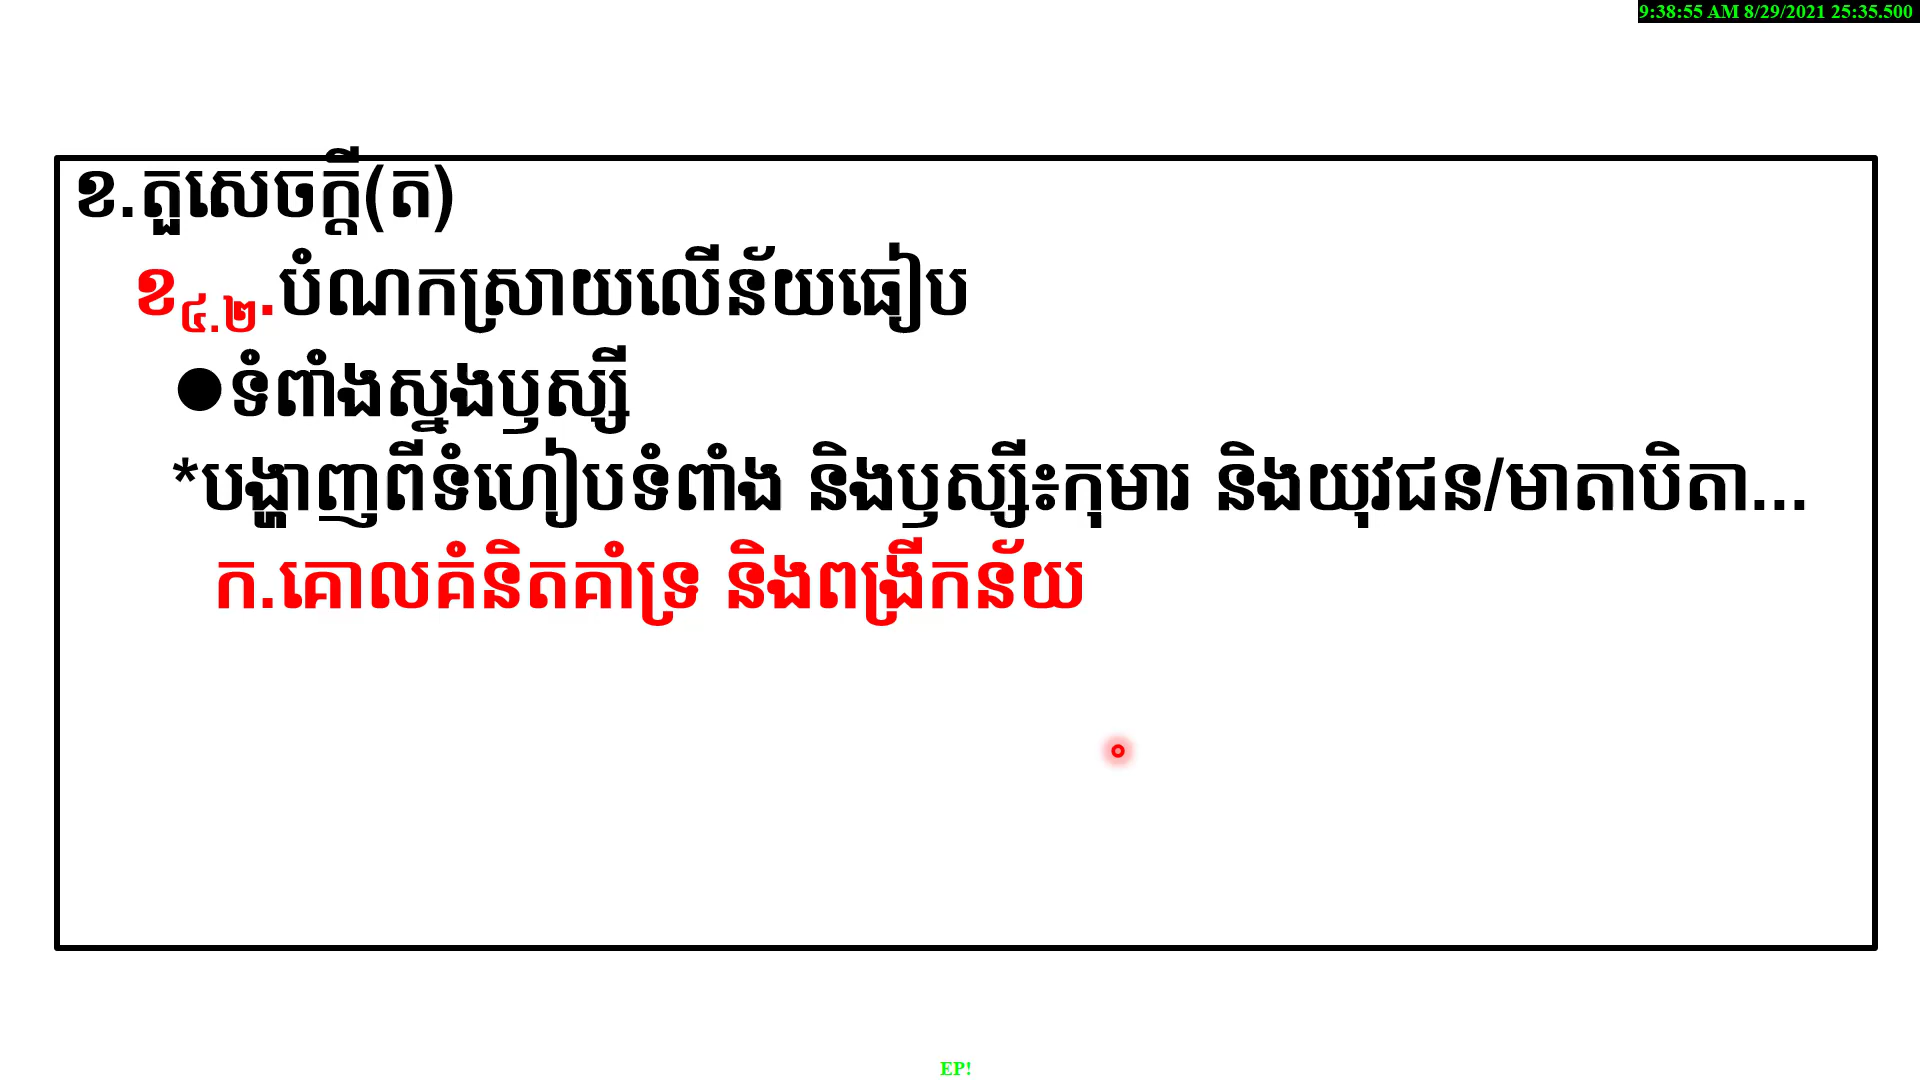 9:38:55 AM 8/29/2021 25:35.500
ខ.តួសេចក្ដី(ត)
ខ៤.២.បំណកស្រាយលើន័យធៀប
●ទំពាំងស្នងឫស្សី
*បង្ហាញពីទំហៀបទំពាំង និងឫស្សី៖កុមារ និងយុវជន/មាតាបិតា...
ក.គោលគំនិតគាំទ្រ និងពង្រីកន័យ
EP!